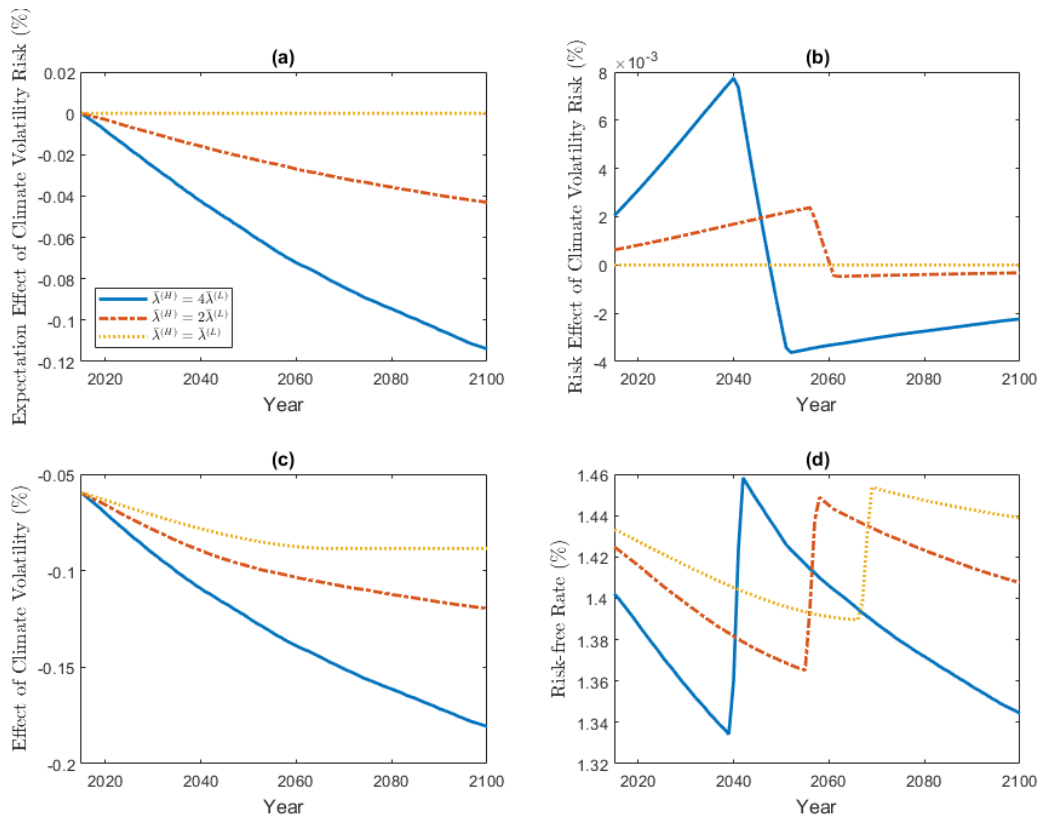 (a)
Expectation Effect of Climate Volatility Risk (%)
0.02
0
-0.02
-0.04
-0.06
-0.08
-0.1
-0.12
λ̄^(H) = 4λ̄^(L)
λ̄^(H) = 2λ̄^(L)
λ̄^(H) = λ̄^(L)
2020 2040 2060 2080 2100
Year
(b)
Risk Effect of Climate Volatility Risk (%)
×10^-3
8
6
4
2
0
-2
-4
2020 2040 2060 2080 2100
Year
(c)
Effect of Climate Volatility (%)
-0.05
-0.1
-0.15
-0.2
2020 2040 2060 2080 2100
Year
(d)
Risk-free Rate (%)
1.46
1.44
1.42
1.4
1.38
1.36
1.34
1.32
2020 2040 2060 2080 2100
Year